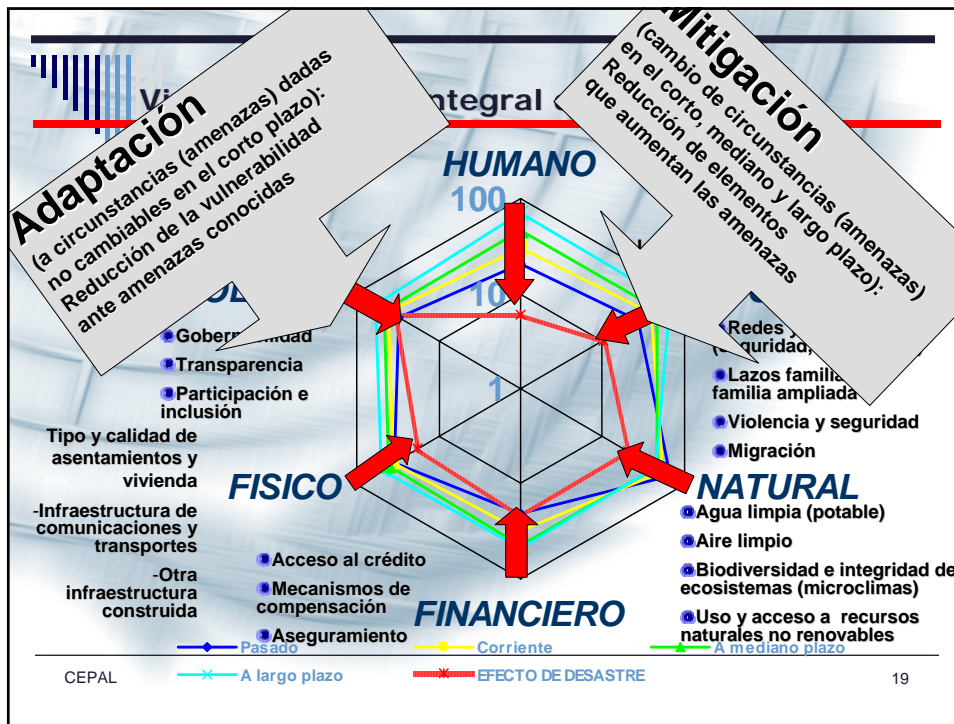 ntegral
Adaptación
(a circunstancias (amenazas) dadas
no cambiables en el corto plazo):
Reducción de la vulnerabilidad
ante amenazas conocidas
Mitigación
(cambio de circunstancias (amenazas)
en el corto, mediano y largo plazo):
Reducción de elementos
que aumentan las amenazas
HUMANO
100
10
1
Transparencia
Participación e
inclusión
Redes
Lazos familia
familia ampliada
Violencia y seguridad
Migración
Tipo y calidad de
asentamientos y
vivienda
-Infraestructura de
comunicaciones y
transportes
-Otra
infraestructura
construida
FISICO
NATURAL
Agua limpia (potable)
Aire limpio
Biodiversidad e integridad de
ecosistemas (microclimas)
Uso y acceso a recursos
naturales no renovables
Acceso al crédito
Mecanismos de
compensación
Aseguramiento
FINANCIERO
Pasado
Corriente
A mediano plazo
A largo plazo
EFECTO DE DESASTRE
CEPAL
19